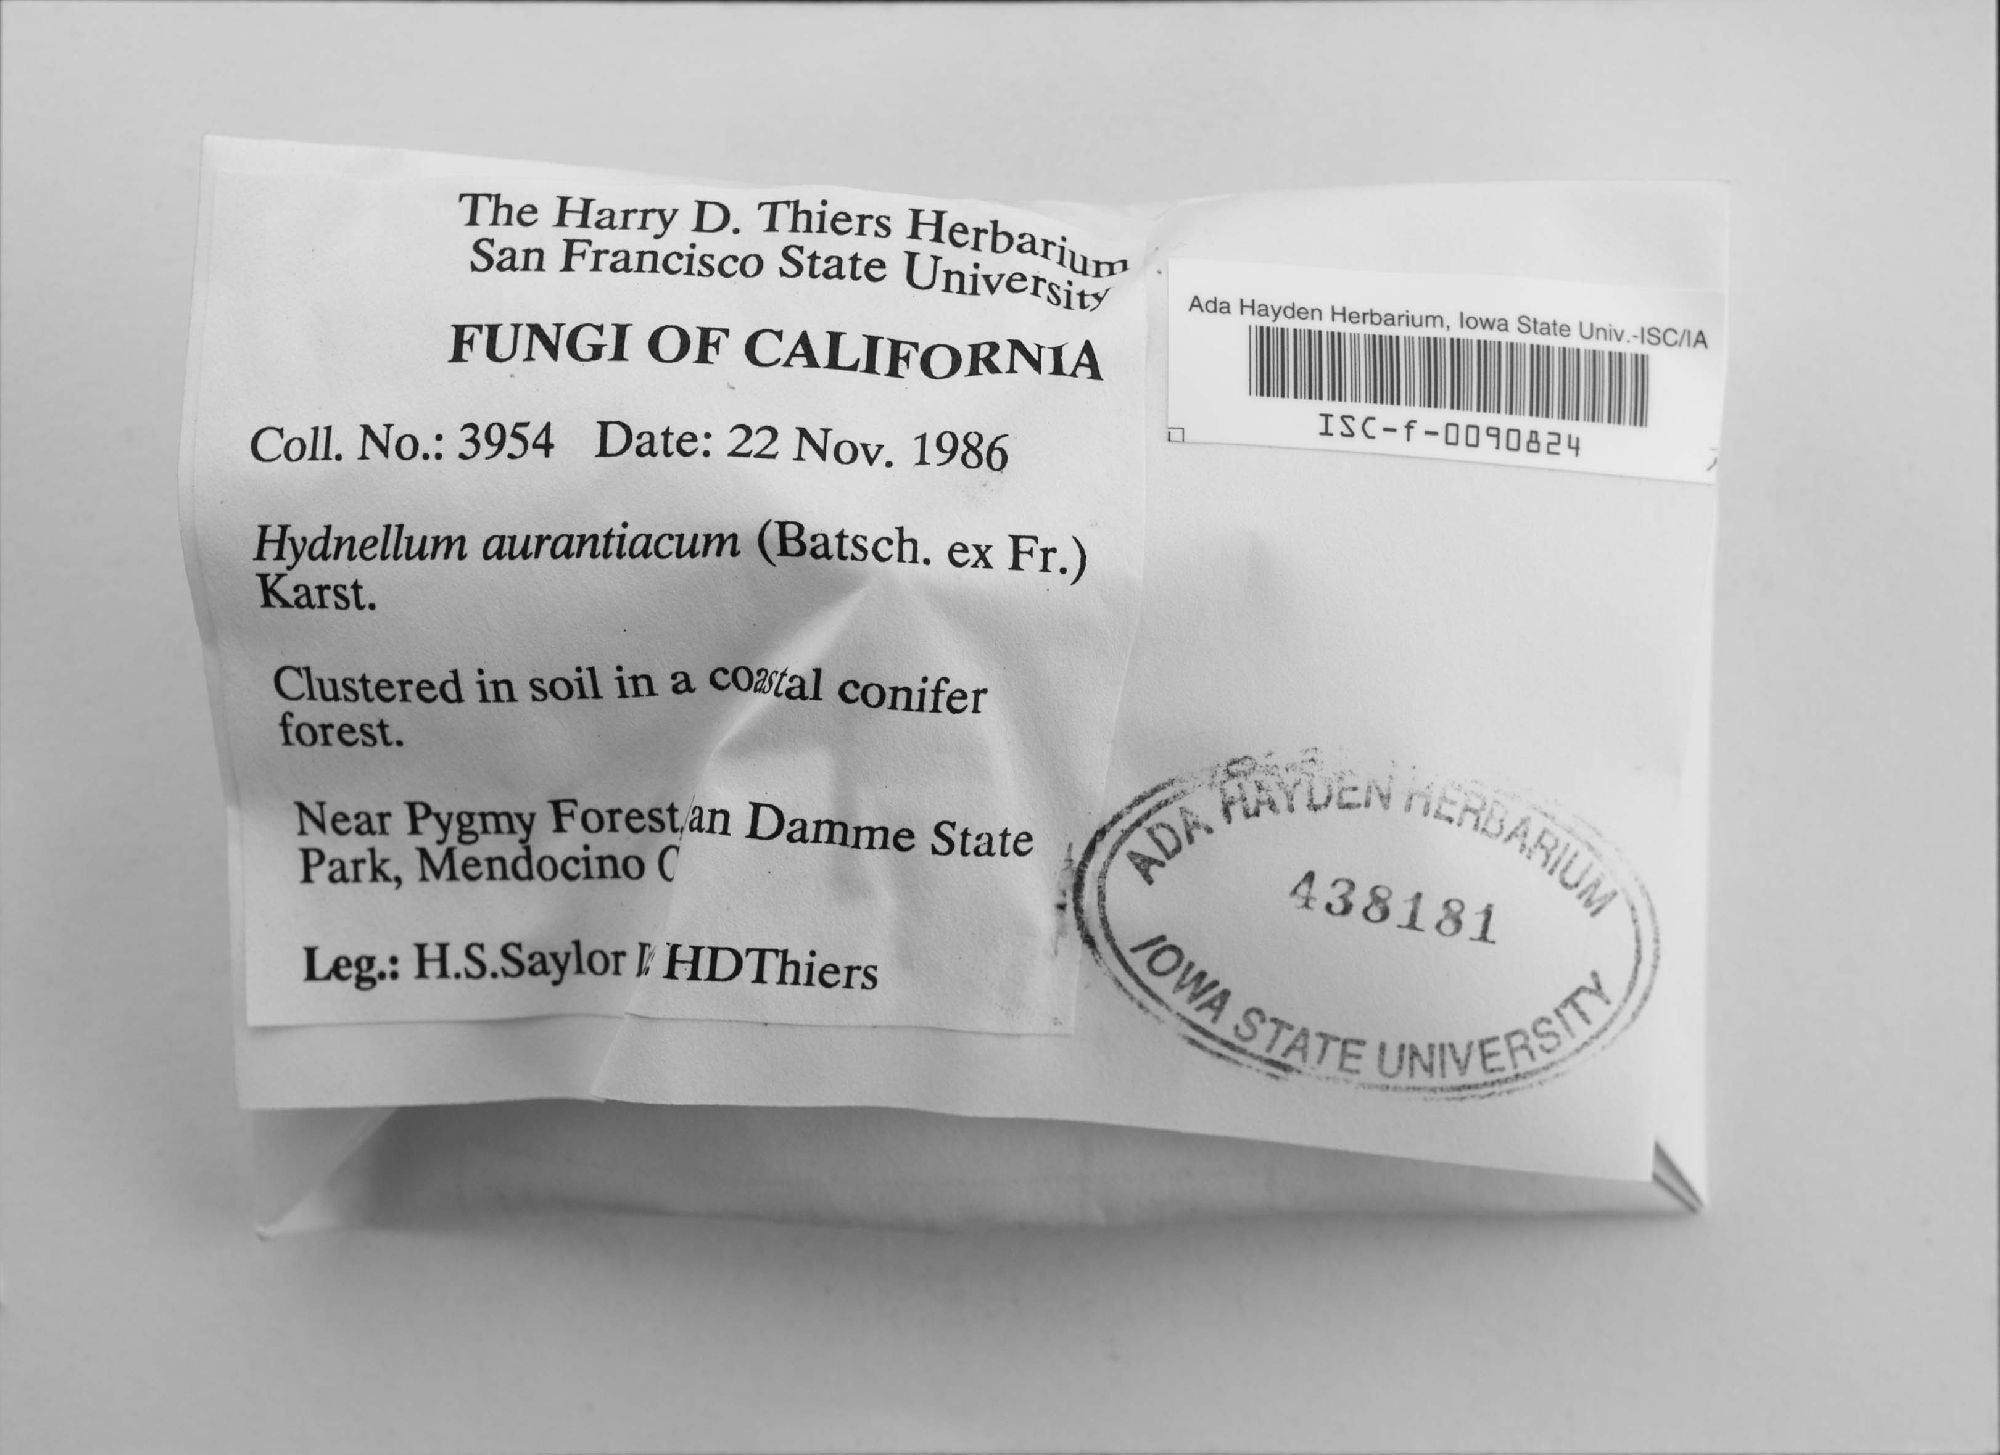 The Harry D. Thiers Herbarium
San Francisco State University
FUNGI OF CALIFORNIA
Coll. No.: 3954 Date: 22 Nov. 1986
Hydnellum aurantiacum (Batsch. ex Fr.)
Karst.
Clustered in soil in a coastal conifer
forest.
Near Pygmy Forest, an Damme State
Park, Mendocino C
Leg.: H.S.Saylor HDThiers
Ada Hayden Herbarium, Iowa State Univ.-ISC/IA
ISC-f-0090824
ADA HAYDEN HERBARIUM
438181
IOWA STATE UNIVERSITY